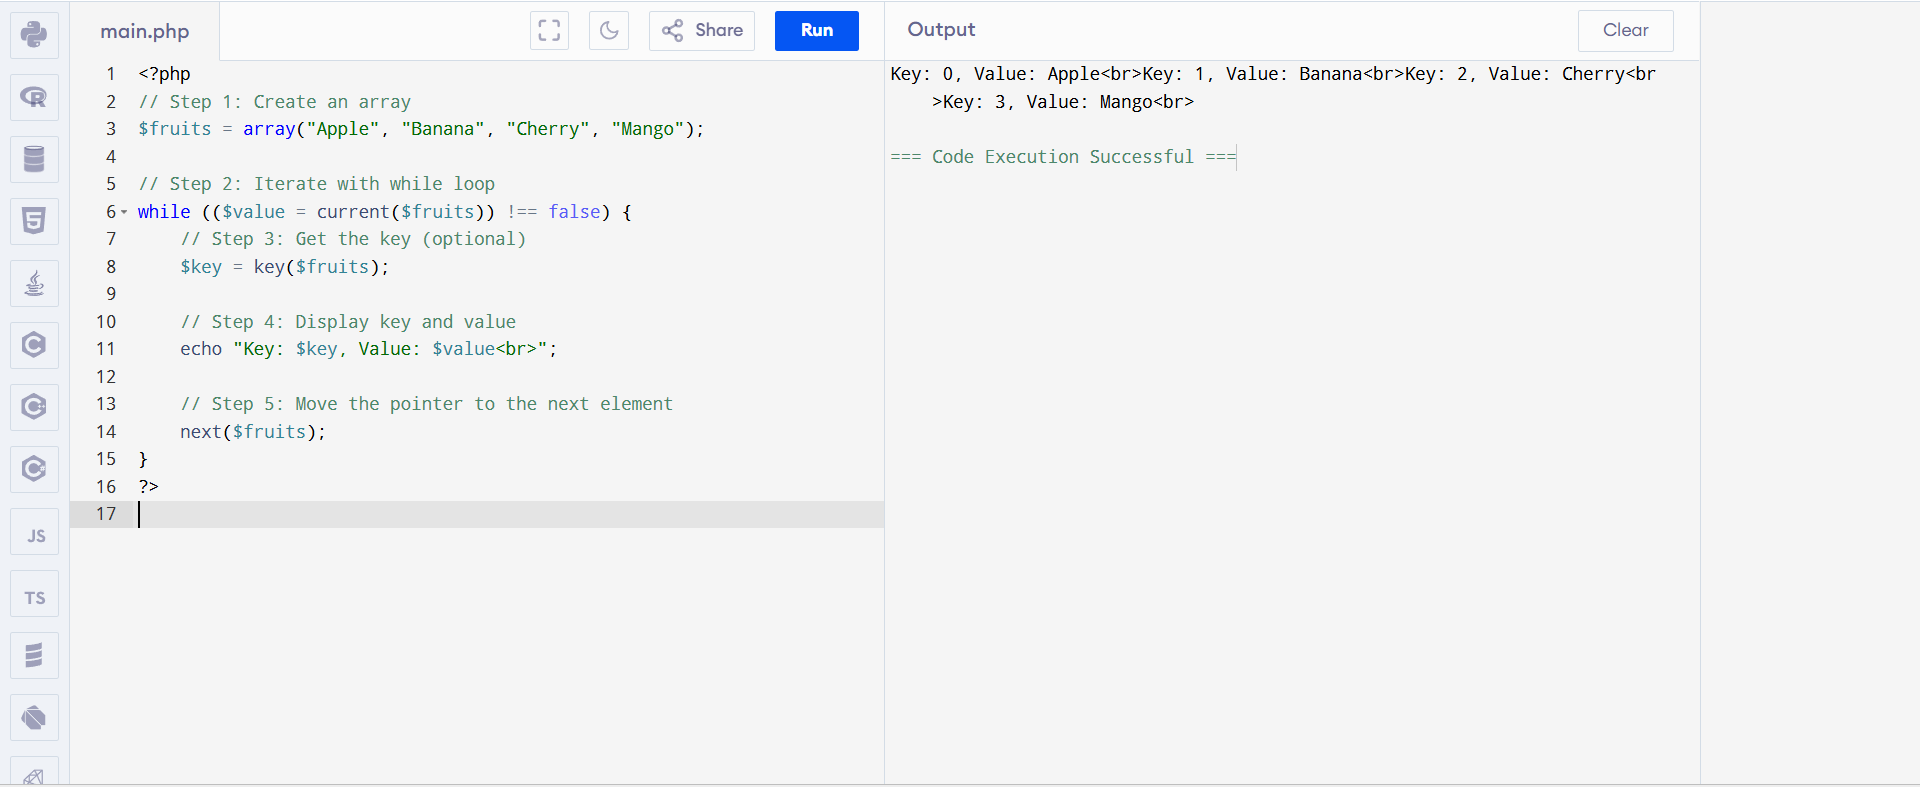 main.php
Share
Run
Output
Clear
1 <?php
2 // Step 1: Create an array
3 $fruits = array("Apple", "Banana", "Cherry", "Mango");
4
5 // Step 2: Iterate with while loop
6 while (($value = current($fruits)) !== false) {
7     // Step 3: Get the key (optional)
8     $key = key($fruits);
9
10     // Step 4: Display key and value
11     echo "Key: $key, Value: $value<br>";
12
13     // Step 5: Move the pointer to the next element
14     next($fruits);
15 }
16 ?>
17
Key: 0, Value: Apple<br>Key: 1, Value: Banana<br>Key: 2, Value: Cherry<br
>Key: 3, Value: Mango<br>
=== Code Execution Successful ===
JS
TS